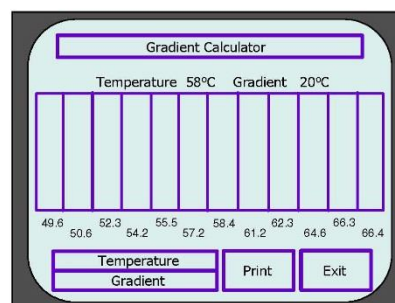 Gradient Calculator
Temperature 58ºC Gradient 20ºC
49.6 52.3 55.5 58.4 62.3 66.3
50.6 54.2 57.2 61.2 64.6 66.4
Temperature
Gradient
Print
Exit